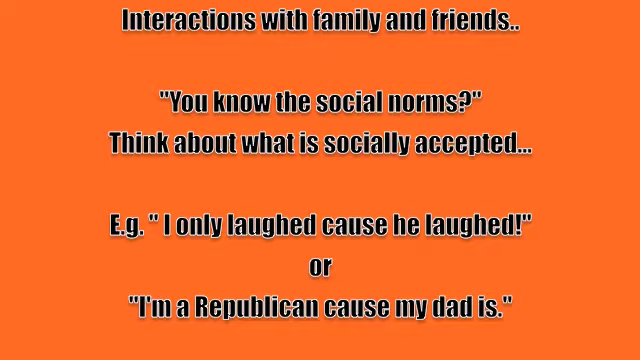 Interactions with family and friends..
"You know the social norms?"
Think about what is socially accepted...
E.g. " I only laughed cause he laughed!"
or
"I'm a Republican cause my dad is."